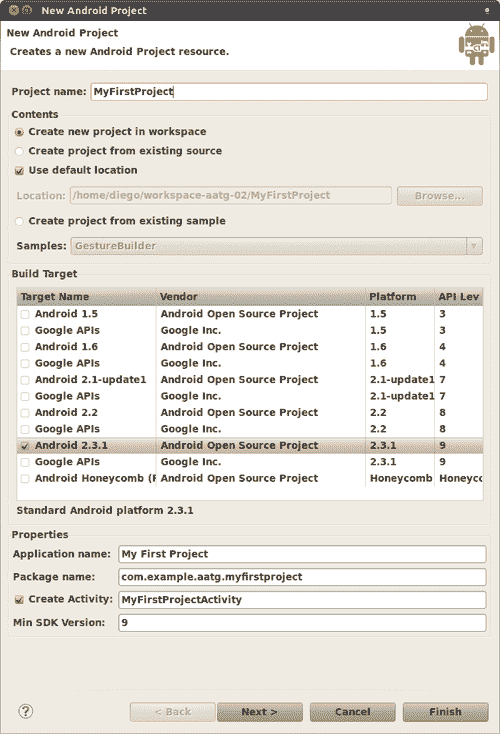 New Android Project
New Android Project
Creates a new Android Project resource.
Project name: MyFirstProject
Contents
Create new project in workspace
Create project from existing source
Use default location
Location: /home/diego/workspace-aatg-02/MyFirstProject Browse...
Create project from existing sample
Samples: GestureBuilder
Build Target
Target Name Vendor Platform API Lev
Android 1.5 Android Open Source Project 1.5 3
Google APIs Google Inc. 1.5 3
Android 1.6 Android Open Source Project 1.6 4
Google APIs Google Inc. 1.6 4
Android 2.1-update1 Android Open Source Project 2.1-update1 7
Google APIs Google Inc. 2.1-update1 7
Android 2.2 Android Open Source Project 2.2 8
Google APIs Google Inc. 2.2 8
Android 2.3.1 Android Open Source Project 2.3.1 9
Google APIs Google Inc. 2.3.1 9
Android Honeycomb (P Android Open Source Project Honeycomb Honeyc
Standard Android platform 2.3.1
Properties
Application name: My First Project
Package name: com.example.aatg.myfirstproject
Create Activity: MyFirstProjectActivity
Min SDK Version: 9
? < Back Next > Cancel Finish